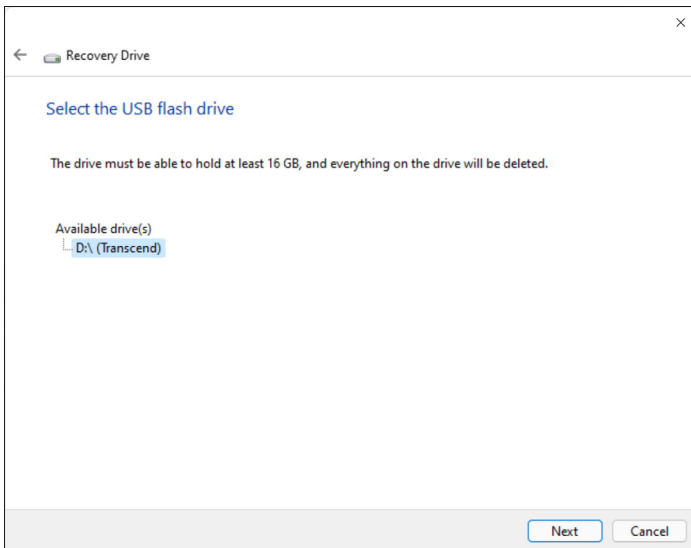 Recovery Drive
Select the USB flash drive
The drive must be able to hold at least 16 GB, and everything on the drive will be deleted.
Available drive(s)
D:\ (Transcend)
Next
Cancel